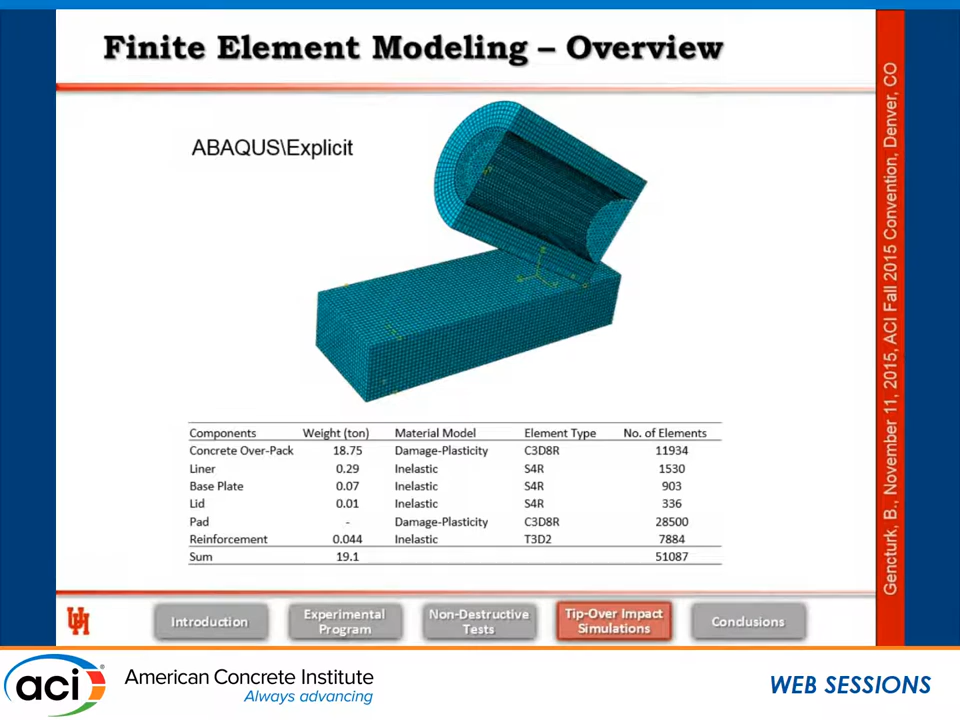 Finite Element Modeling – Overview
ABAQUS\Explicit
Components Weight (ton) Material Model Element Type No. of Elements
Concrete Over-Pack 18.75 Damage-Plasticity C3D8R 11934
Liner 0.29 Inelastic S4R 1530
Base Plate 0.07 Inelastic S4R 903
Lid 0.01 Inelastic S4R 336
Pad - Damage-Plasticity C3D8R 28500
Reinforcement 0.044 Inelastic T3D2 7884
Sum 19.1 51087
Gencturk, B., November 11, 2015, ACI Fall 2015 Convention, Denver, CO
UH
Introduction
Experimental
Program
Non-Destructive
Tests
Tip-Over Impact
Simulations
Conclusions
aci®
American Concrete Institute
Always advancing
WEB SESSIONS